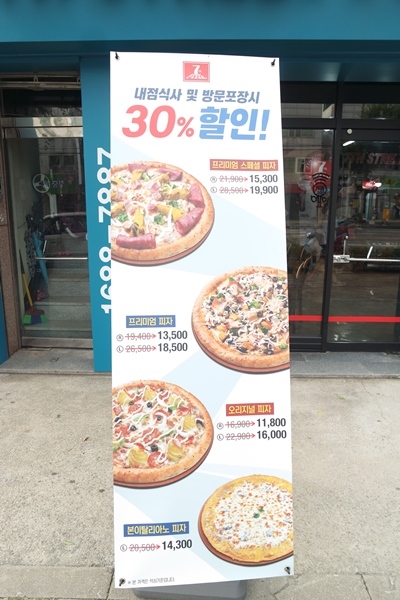 7
내점식사 및 방문포장시
30% 할인!
프리미엄 스페셜 피자
R 21,900 15,300
L 28,500 19,900
프리미엄 피자
R 19,400 13,500
L 26,500 18,500
오리지널 피자
R 16,900 11,800
L 22,900 16,000
본이탈리아노 피자
L 20,500 14,300
1688-7887